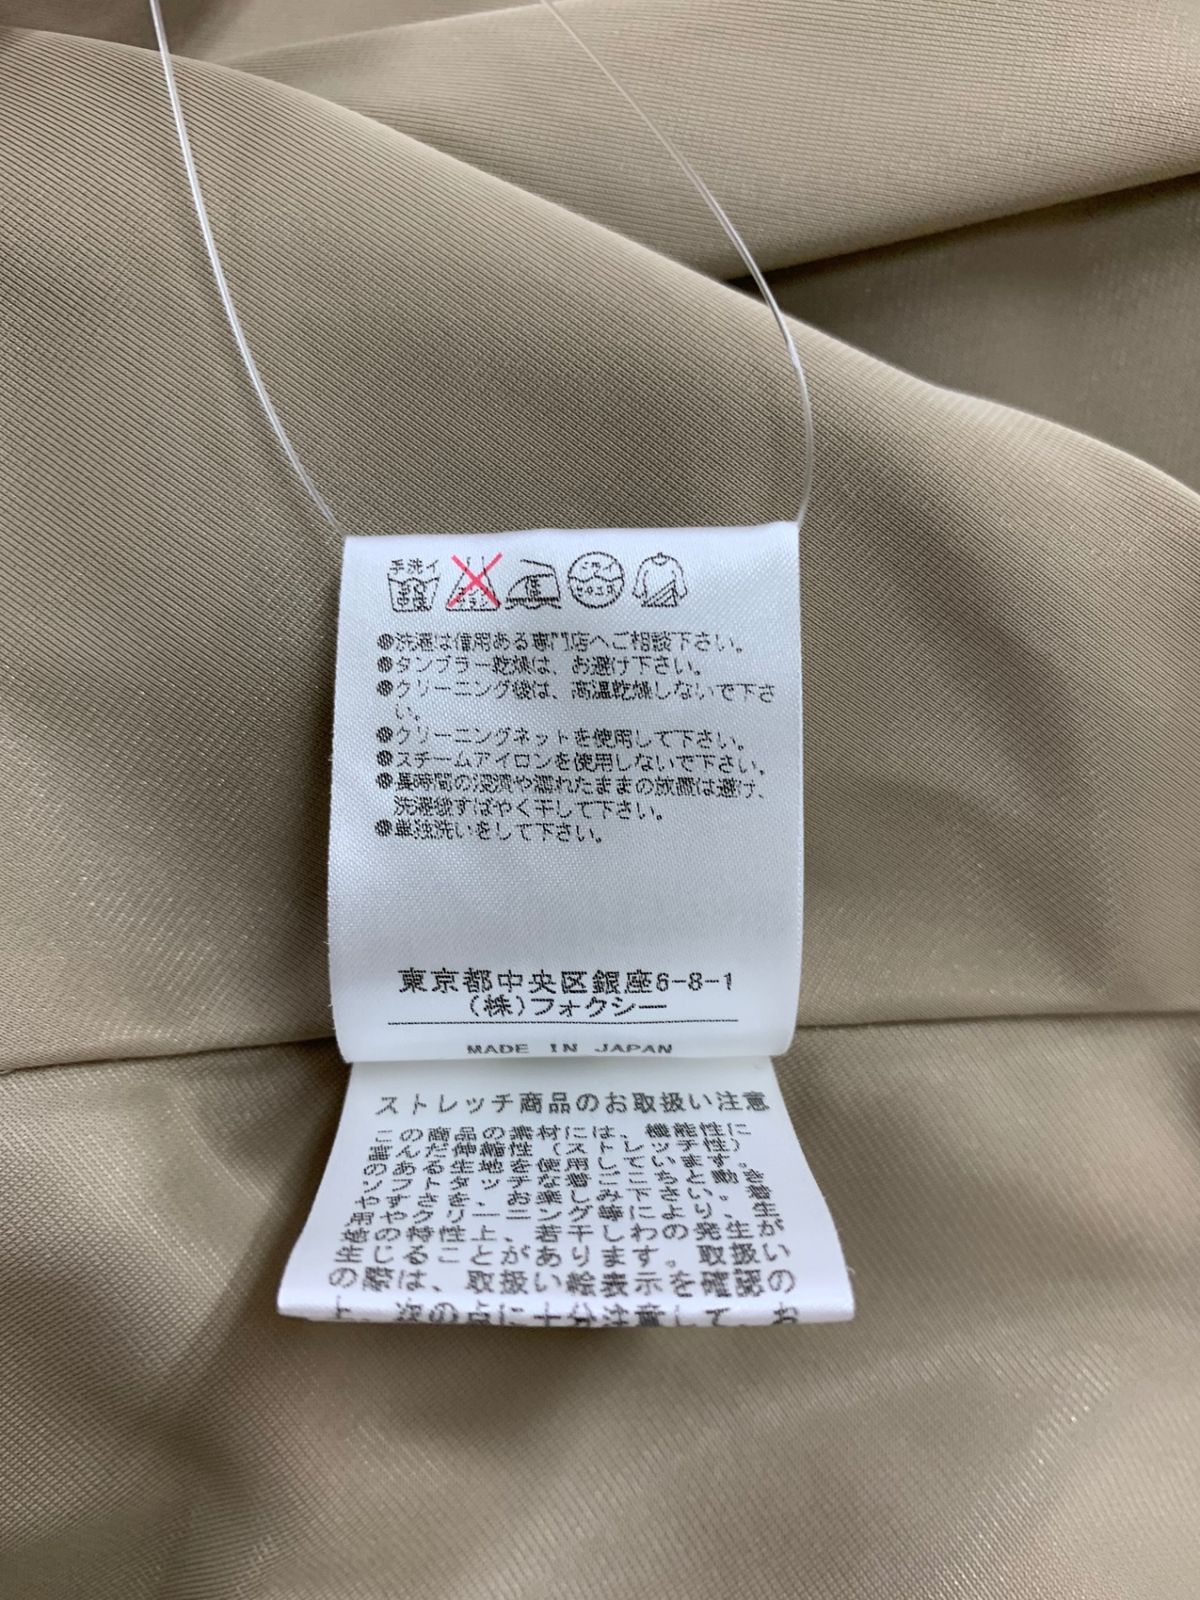 手洗イ
●洗濯は信用ある専門店へご相談下さい。
●タンブラー乾燥は、お避け下さい。
●クリーニング後は、高温乾燥しないで下さ
い。
●クリーニングネットを使用して下さい。
●スチームアイロンを使用しないで下さい。
●長時間の浸漬や濡れたままの放置は避け、
洗濯後すばやく干して下さい。
●単独洗いをして下さい。
東京都中央区銀座6-8-1
(株)フォクシー
MADE IN JAPAN
ストレッチ商品のお取扱い注意
この商品の素材には、機能性に
富んだ伸縮性(ストレッチ性)
のある生地を使用しています。
ソフトタッチな着ごこちと動き
やすさを、お楽しみ下さい。着
用やクリーニング等により、生
地の特性上、若干しわの発生が
生じることがあります。取扱い
の際は、取扱い絵表示を確認の
上、次の点に十分注意して、お